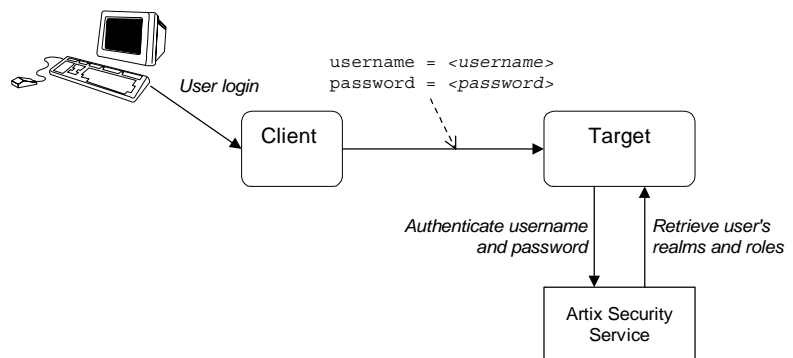 username = <username>
password = <password>
User login
Client
Target
Authenticate username
and password
Retrieve user's
realms and roles
Artix Security
Service